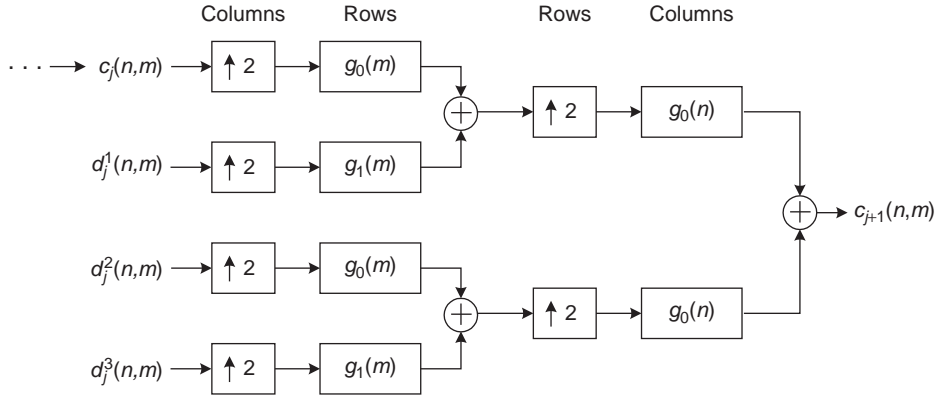 Columns Rows Rows Columns
· · · c_j(n,m) ↑ 2 g_0(m)
+ ↑ 2 g_0(n)
d_j^1(n,m) ↑ 2 g_1(m)
+ c_{j+1}(n,m)
d_j^2(n,m) ↑ 2 g_0(m)
+ ↑ 2 g_0(n)
d_j^3(n,m) ↑ 2 g_1(m)